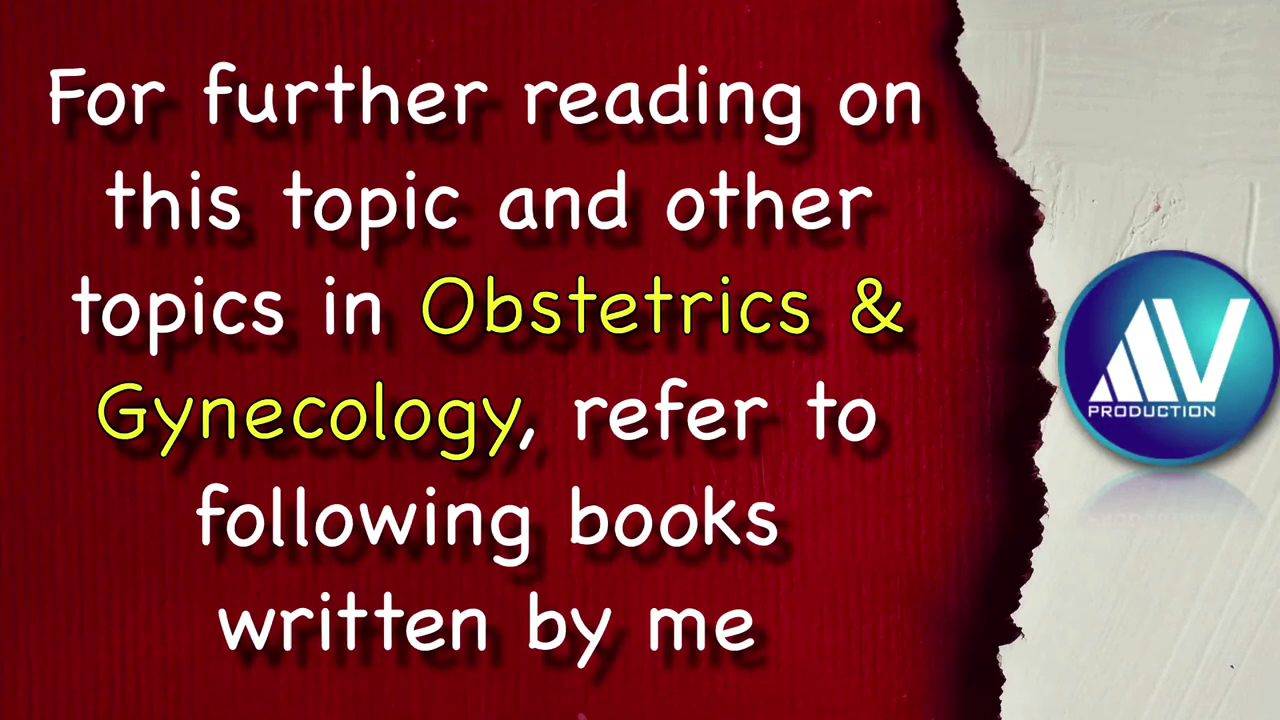 For further reading on
this topic and other
topics in Obstetrics &
Gynecology, refer to
following books
written by me
AV
PRODUCTION